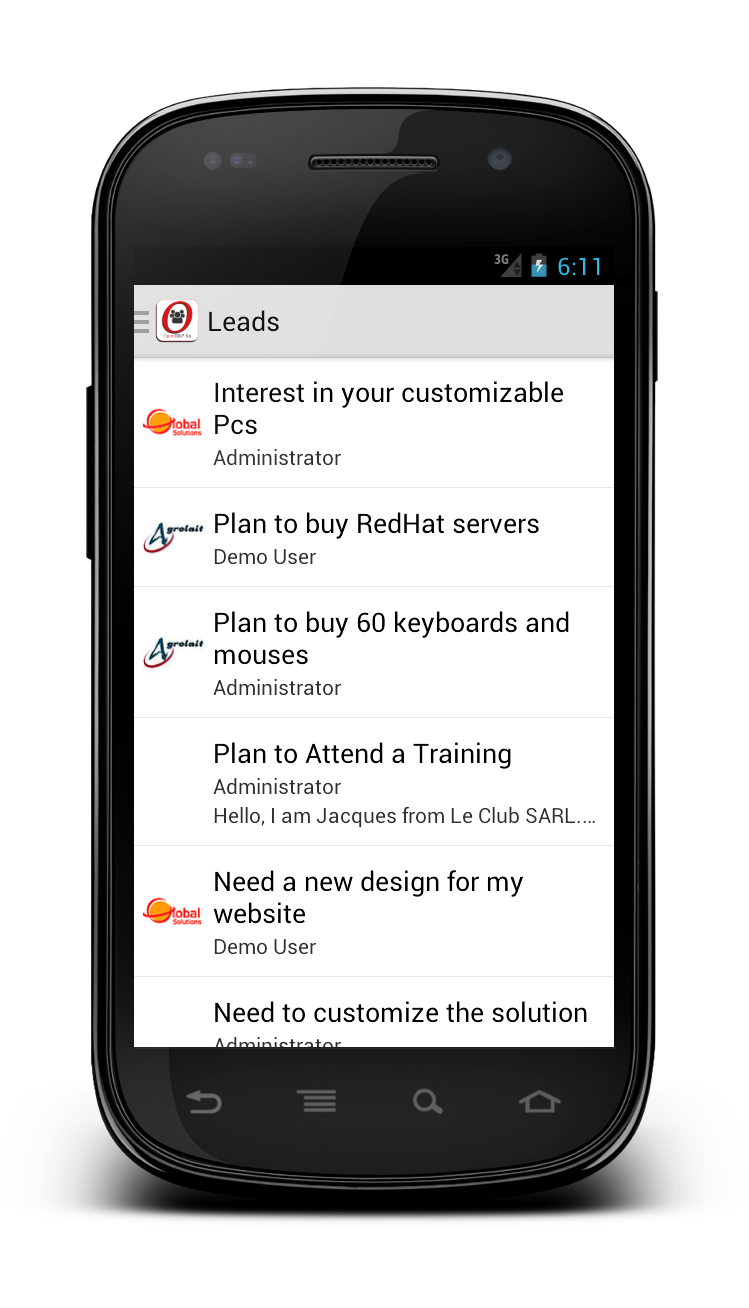 3G 6:11
Leads
Interest in your customizable
Pcs
Global
Solutions
Administrator
Agrolait
Plan to buy RedHat servers
Demo User
Agrolait
Plan to buy 60 keyboards and
mouses
Administrator
Plan to Attend a Training
Administrator
Hello, I am Jacques from Le Club SARL....
Need a new design for my
website
Global
Solutions
Demo User
Need to customize the solution
Administrator